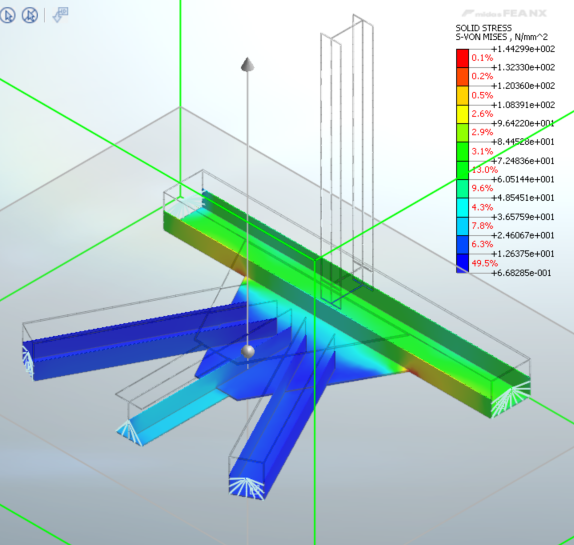 midas FEA NX
SOLID STRESS
S-VON MISES , N/mm^2
+1.44299e+002
0.1%
+1.32330e+002
0.2%
+1.20360e+002
0.5%
+1.08391e+002
2.6%
+9.64220e+001
2.9%
+8.44528e+001
3.1%
+7.24836e+001
13.0%
+6.05144e+001
9.6%
+4.85451e+001
4.3%
+3.65759e+001
7.8%
+2.46067e+001
6.3%
+1.26375e+001
49.5%
+6.68285e-001